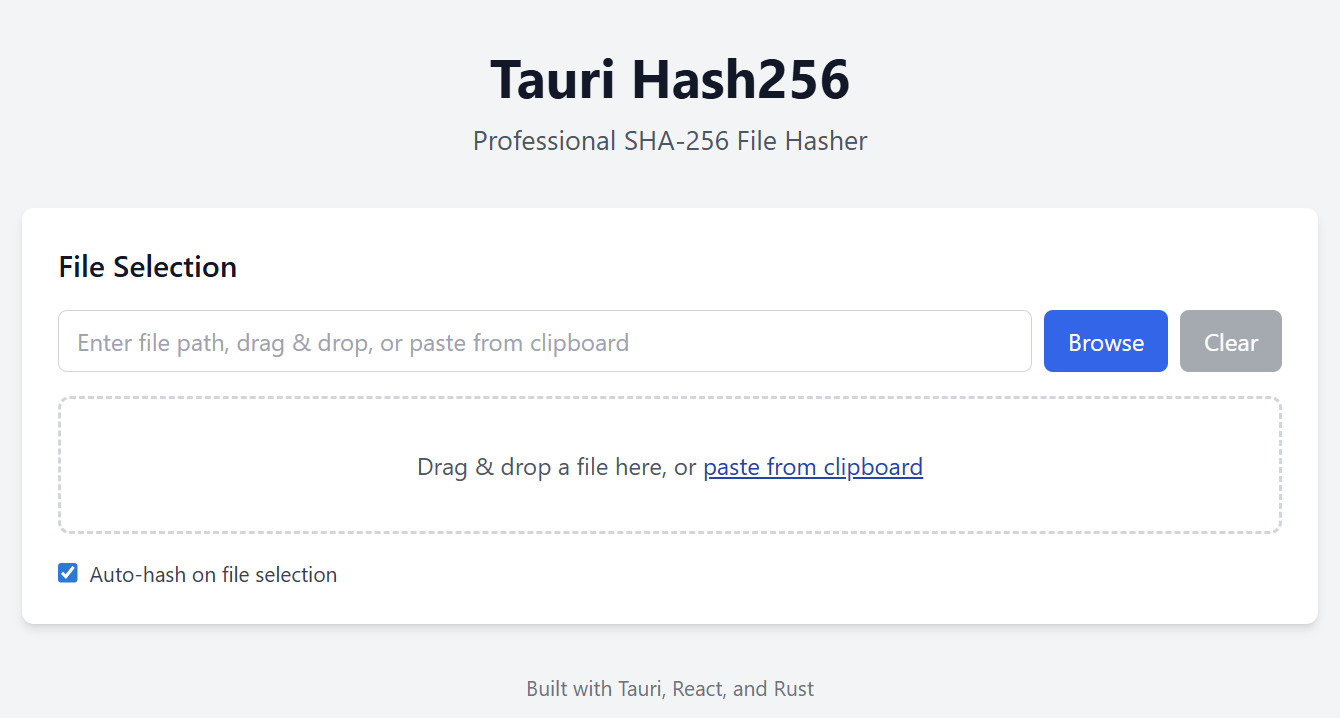 Tauri Hash256
Professional SHA-256 File Hasher
File Selection
Enter file path, drag & drop, or paste from clipboard
Browse
Clear
Drag & drop a file here, or paste from clipboard
Auto-hash on file selection
Built with Tauri, React, and Rust